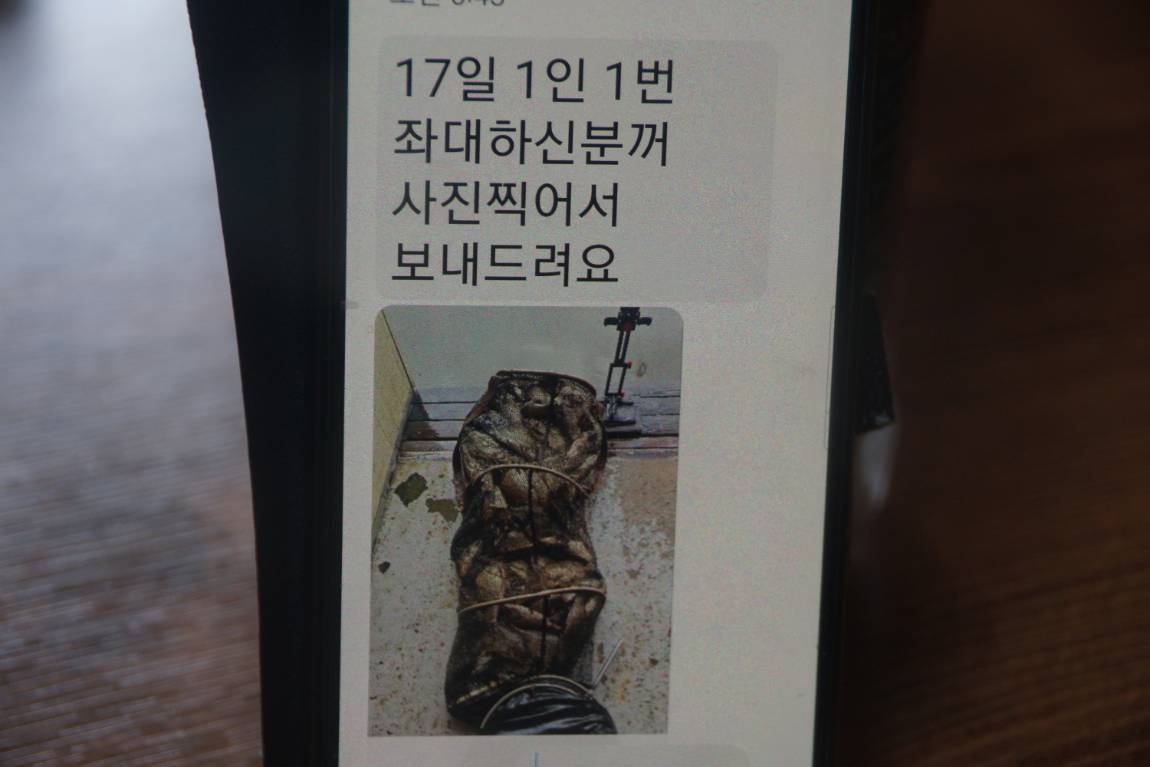 17일 1인 1번
좌대하신분꺼
사진찍어서
보내드려요